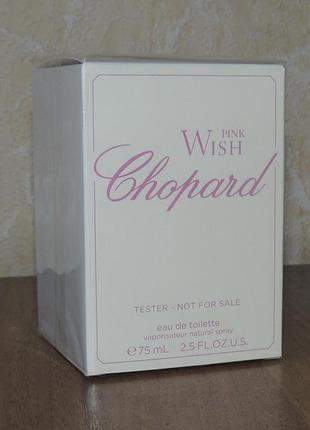 PINK
WISH
Chopard
TESTER - NOT FOR SALE
eau de toilette
vaporisateur natural spray
℮75 mL 2.5 FL.OZ.U.S.